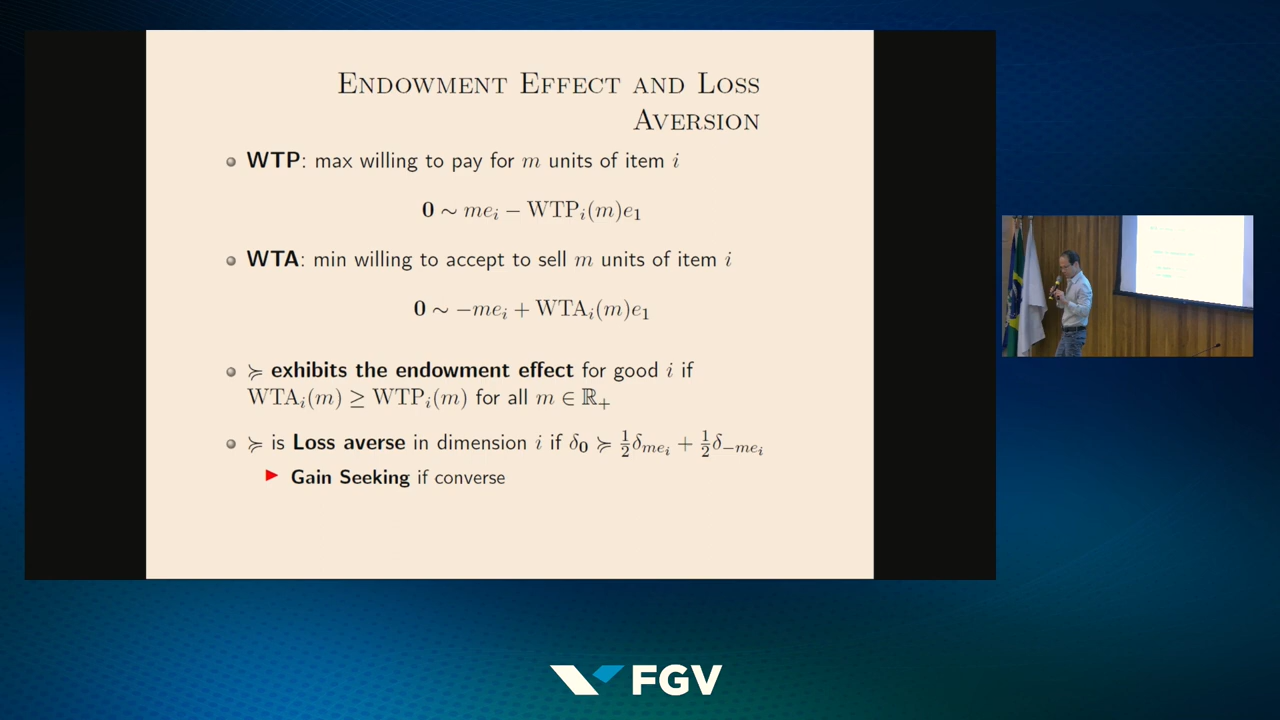 ENDOWMENT EFFECT AND LOSS
AVERSION
WTP: max willing to pay for m units of item i
0 ∼ me_i − WTP_i(m)e_1
WTA: min willing to accept to sell m units of item i
0 ∼ −me_i + WTA_i(m)e_1
≽ exhibits the endowment effect for good i if
WTA_i(m) ≥ WTP_i(m) for all m ∈ ℝ_+
≽ is Loss averse in dimension i if δ_0 ≽ ½δ_{me_i} + ½δ_{−me_i}
Gain Seeking if converse
FGV